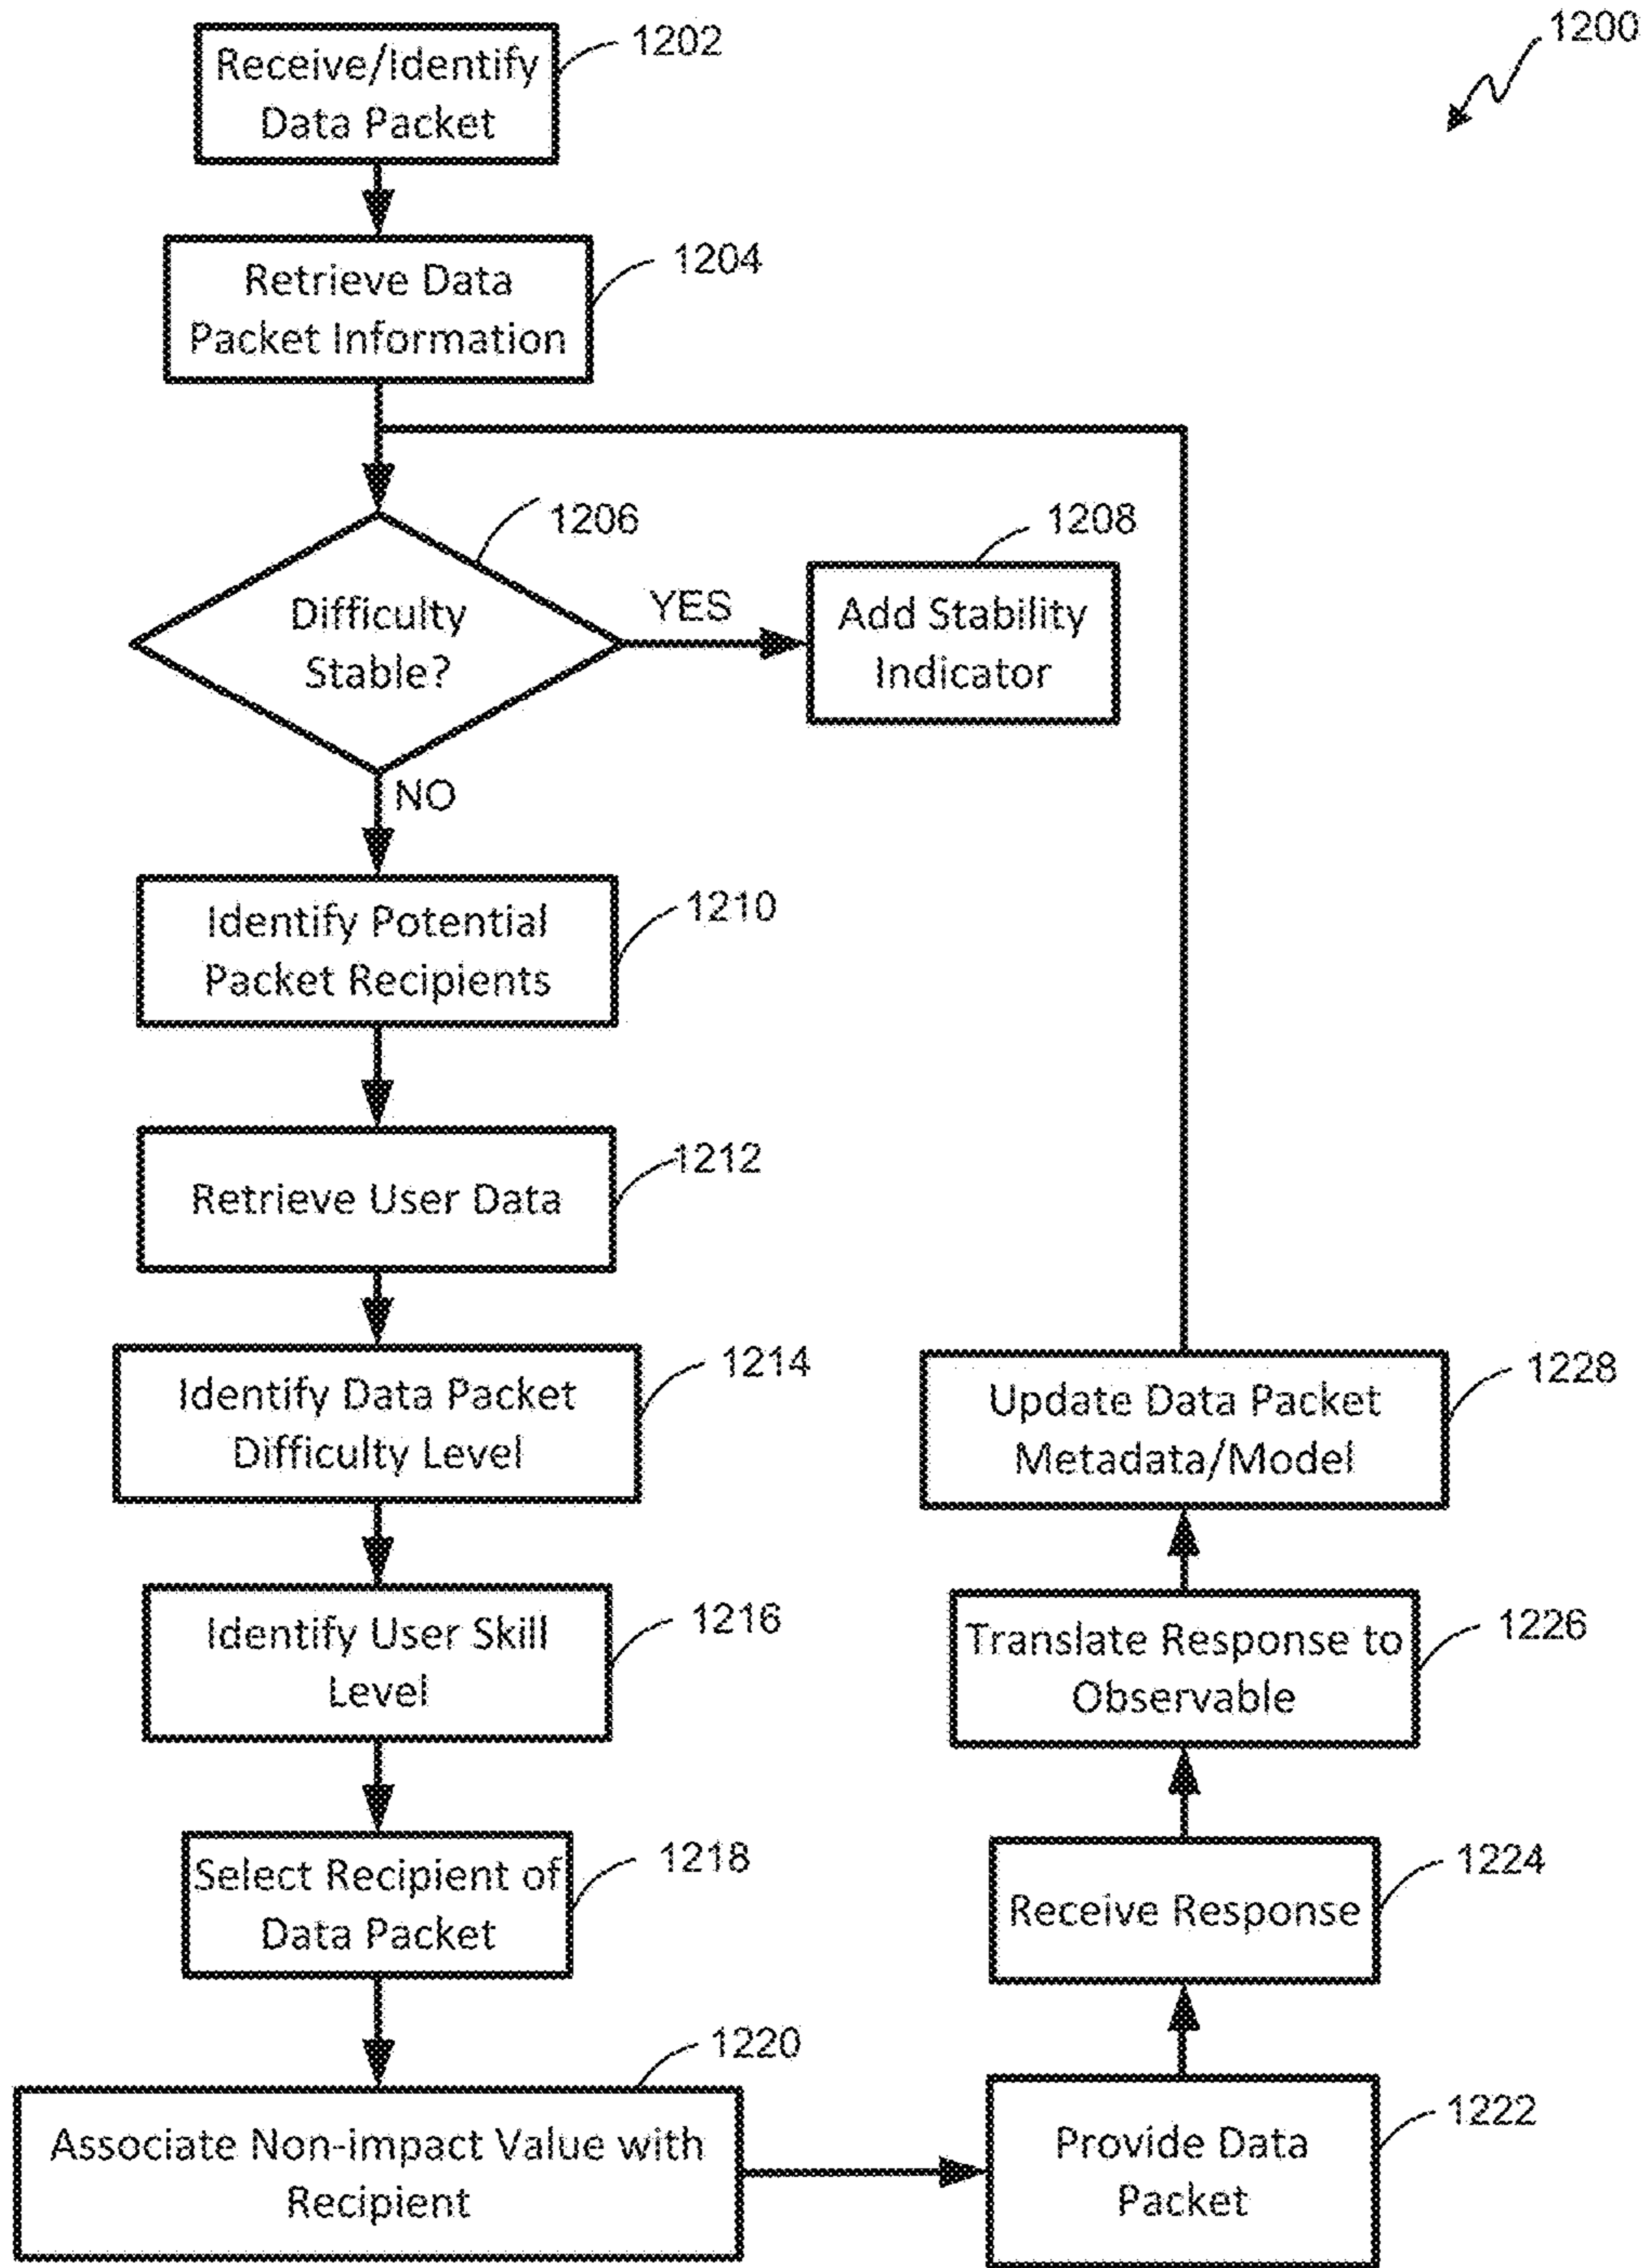 1200
Receive/Identify
Data Packet
1202
Retrieve Data
Packet Information
1204
Difficulty
Stable?
1206
YES
Add Stability
Indicator
1208
NO
Identify Potential
Packet Recipients
1210
Retrieve User Data
1212
Identify Data Packet
Difficulty Level
1214
Identify User Skill
Level
1216
Select Recipient of
Data Packet
1218
Associate Non-impact Value with
Recipient
1220
Provide Data
Packet
1222
Receive Response
1224
Translate Response to
Observable
1226
Update Data Packet
Metadata/Model
1228